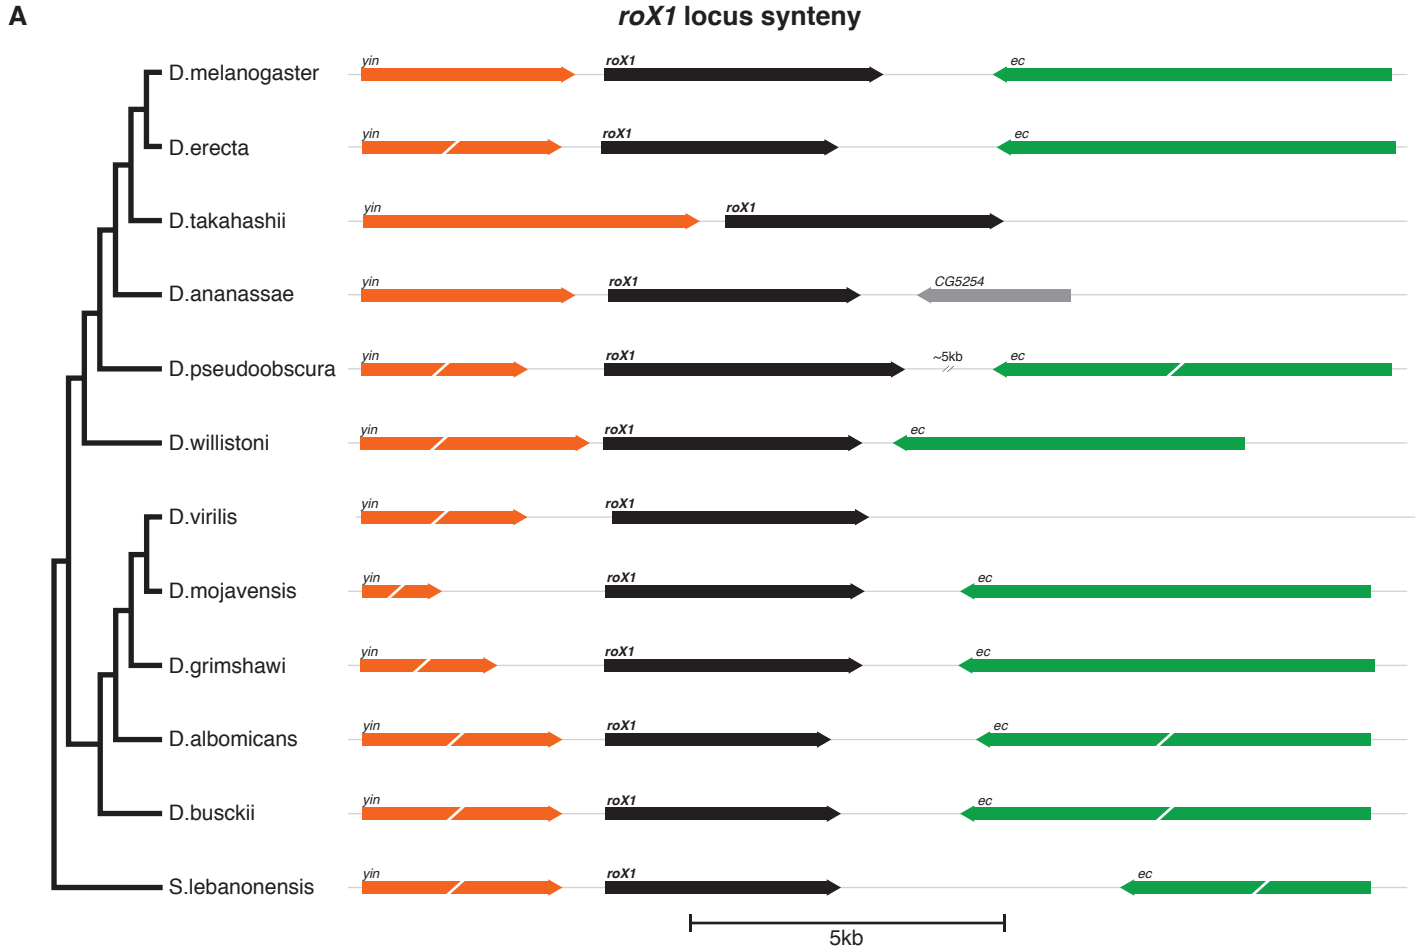 A
roX1 locus synteny
D.melanogaster yin roX1 ec
D.erecta yin roX1 ec
D.takahashii yin roX1
D.ananassae yin roX1 CG5254
D.pseudoobscura yin roX1 ~5kb ec
D.willistoni yin roX1 ec
D.virilis yin roX1
D.mojavensis yin roX1 ec
D.grimshawi yin roX1 ec
D.albomicans yin roX1 ec
D.busckii yin roX1 ec
S.lebanonensis yin roX1 ec
5kb